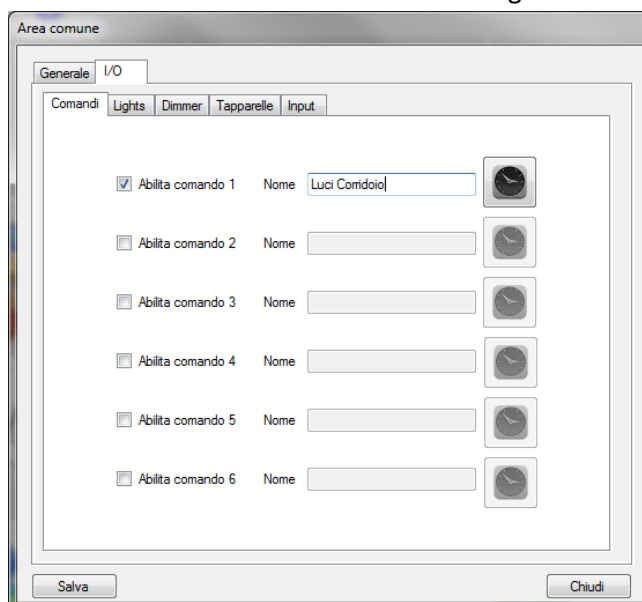 Area comune
Generale I/O
Comandi Lights Dimmer Tapparelle Input
Abilita comando 1 Nome Luci Corridoio
Abilita comando 2 Nome
Abilita comando 3 Nome
Abilita comando 4 Nome
Abilita comando 5 Nome
Abilita comando 6 Nome
Salva Chiudi